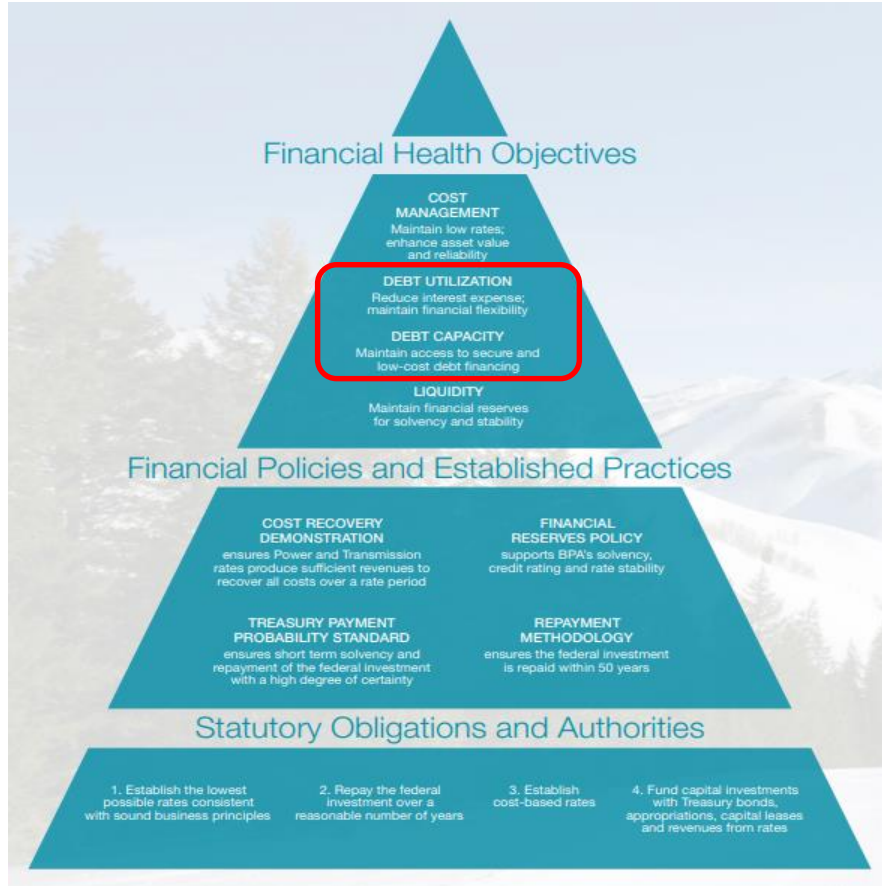 Financial Health Objectives
COST
MANAGEMENT
Maintain low rates;
enhance asset value
and reliability
DEBT UTILIZATION
Reduce interest expense;
maintain financial flexibility
DEBT CAPACITY
Maintain access to secure and
low-cost debt financing
LIQUIDITY
Maintain financial reserves
for solvency and stability
Financial Policies and Established Practices
COST RECOVERY
DEMONSTRATION
ensures Power and Transmission
rates produce sufficient revenues to
recover all costs over a rate period
FINANCIAL
RESERVES POLICY
supports BPA's solvency,
credit rating and rate stability
TREASURY PAYMENT
PROBABILITY STANDARD
ensures short term solvency and
repayment of the federal investment
with a high degree of certainty
REPAYMENT
METHODOLOGY
ensures the federal investment
is repaid within 50 years
Statutory Obligations and Authorities
1. Establish the lowest
possible rates consistent
with sound business principles
2. Repay the federal
investment over a
reasonable number of years
3. Establish
cost-based rates
4. Fund capital investments
with Treasury bonds,
appropriations, capital leases
and revenues from rates